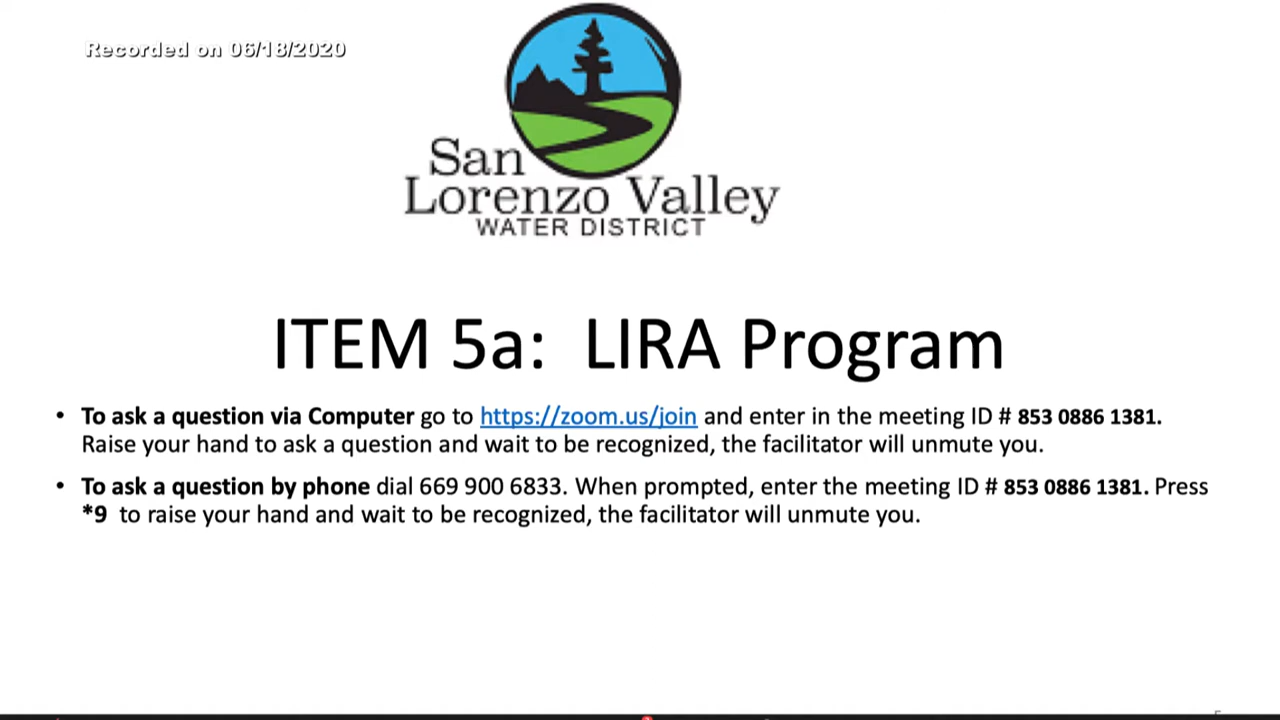 Recorded on 06/18/2020
San
Lorenzo Valley
WATER DISTRICT
ITEM 5a:  LIRA Program
• To ask a question via Computer go to https://zoom.us/join and enter in the meeting ID # 853 0886 1381.
Raise your hand to ask a question and wait to be recognized, the facilitator will unmute you.
• To ask a question by phone dial 669 900 6833. When prompted, enter the meeting ID # 853 0886 1381. Press
*9  to raise your hand and wait to be recognized, the facilitator will unmute you.